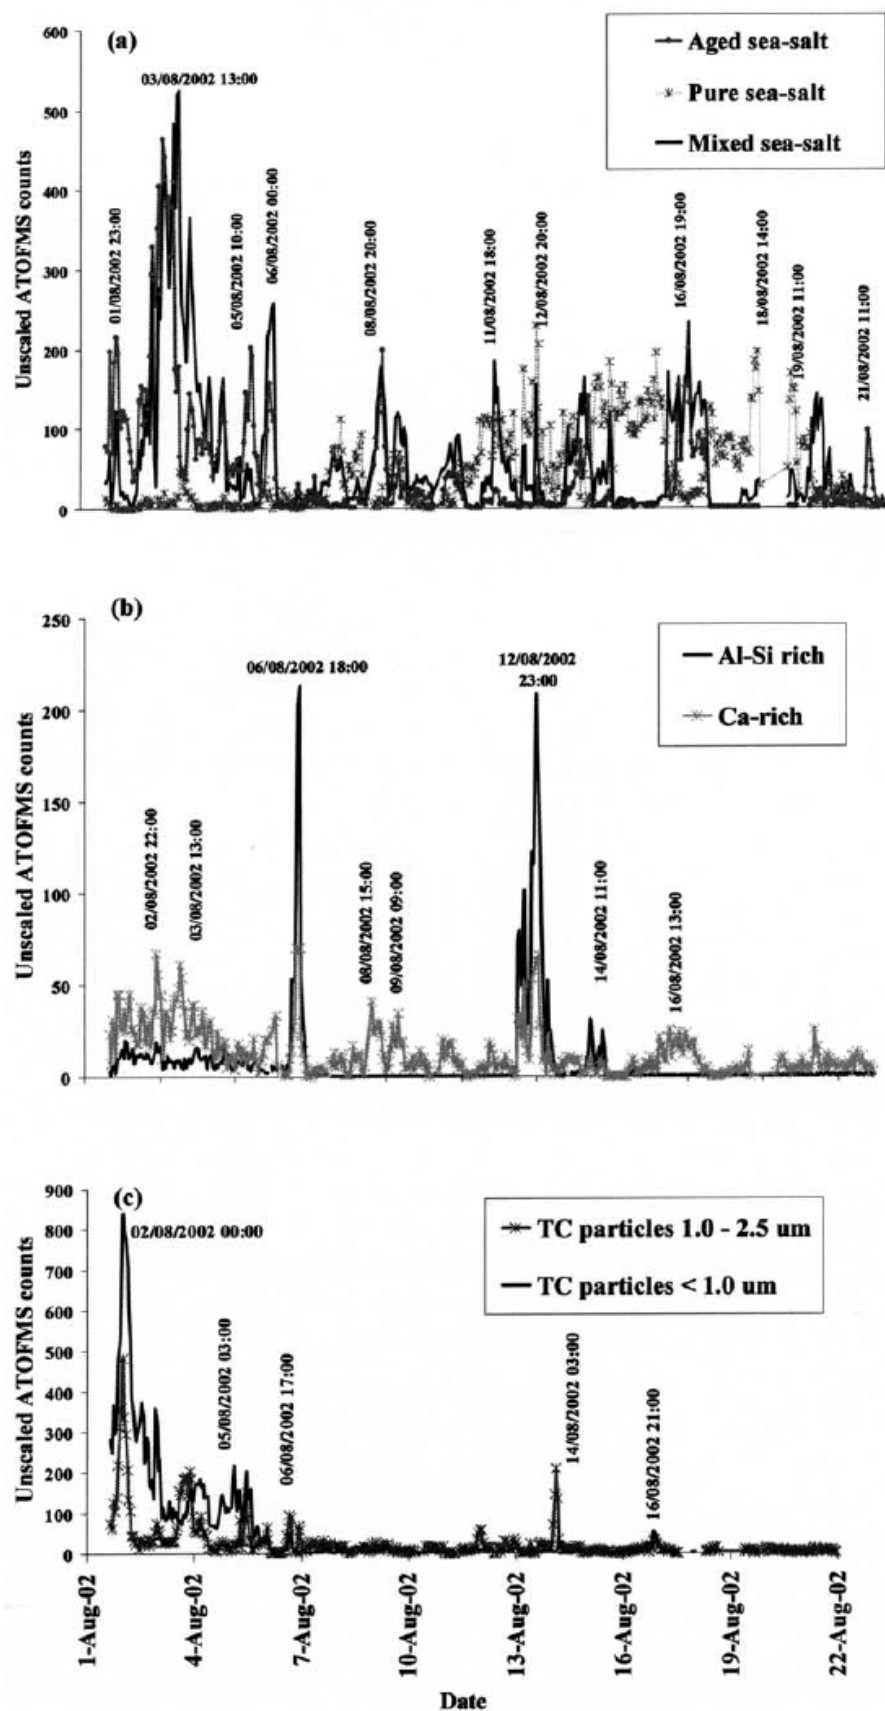 (a)
Aged sea-salt
Pure sea-salt
Mixed sea-salt
Unscaled ATOFMS counts
600
500
400
300
200
100
0
01/08/2002 23:00
03/08/2002 13:00
05/08/2002 10:00
06/08/2002 00:00
08/08/2002 20:00
11/08/2002 18:00
12/08/2002 20:00
16/08/2002 19:00
18/08/2002 14:00
19/08/2002 11:00
21/08/2002 11:00
(b)
Al-Si rich
Ca-rich
Unscaled ATOFMS counts
250
200
150
100
50
0
02/08/2002 22:00
03/08/2002 13:00
06/08/2002 18:00
08/08/2002 15:00
09/08/2002 09:00
12/08/2002
23:00
14/08/2002 11:00
16/08/2002 13:00
(c)
TC particles 1.0 - 2.5 um
TC particles < 1.0 um
Unscaled ATOFMS counts
900
800
700
600
500
400
300
200
100
0
02/08/2002 00:00
05/08/2002 03:00
06/08/2002 17:00
14/08/2002 03:00
16/08/2002 21:00
1-Aug-02
4-Aug-02
7-Aug-02
10-Aug-02
13-Aug-02
16-Aug-02
19-Aug-02
22-Aug-02
Date